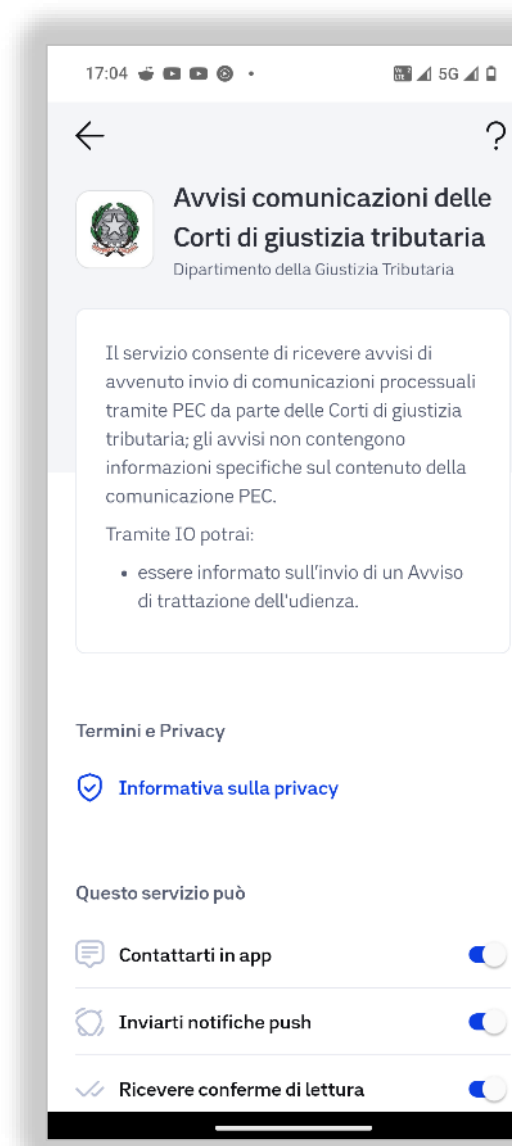 17:04
5G
?
Avvisi comunicazioni delle
Corti di giustizia tributaria
Dipartimento della Giustizia Tributaria
Il servizio consente di ricevere avvisi di
avvenuto invio di comunicazioni processuali
tramite PEC da parte delle Corti di giustizia
tributaria; gli avvisi non contengono
informazioni specifiche sul contenuto della
comunicazione PEC.
Tramite IO potrai:
• essere informato sull'invio di un Avviso
di trattazione dell'udienza.
Termini e Privacy
Informativa sulla privacy
Questo servizio può
Contattarti in app
Inviarti notifiche push
Ricevere conferme di lettura